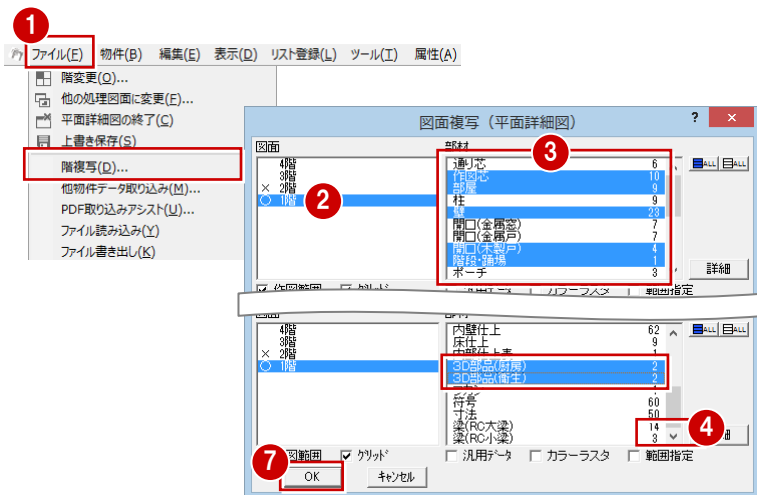 1
ファイル(F) 物件(B) 編集(E) 表示(D) リスト登録(L) ツール(T) 属性(A)
階変更(O)...
他の処理図面に変更(F)...
平面詳細図の終了(C)
上書き保存(S)
階複写(D)...
他物件データ取り込み(M)...
PDF取り込みアシスト(U)...
ファイル読み込み(Y)
ファイル書き出し(K)
図面複写（平面詳細図） ? ×
図面
4階
3階
× 2階
○ 1階
2
部材
3
通り芯 6
作図芯 10
部屋 9
柱 9
壁 23
開口(金属窓) 7
開口(金属戸) 7
開口(木製戸) 4
階段・踊場 1
ポーチ 3
ALL ALL
詳細
作図範囲 グリッド 汎用データ カラーラスタ 範囲指定
図面
4階
3階
× 2階
○ 1階
部材
内壁仕上 62
床仕上 9
内部仕上表 1
3D部品(厨房) 2
3D部品(衛生) 2
符号 60
寸法 50
梁(RC大梁) 14
梁(RC小梁) 3
ALL ALL
4
図範囲 グリッド 汎用データ カラーラスタ 範囲指定
7
OK キャンセル